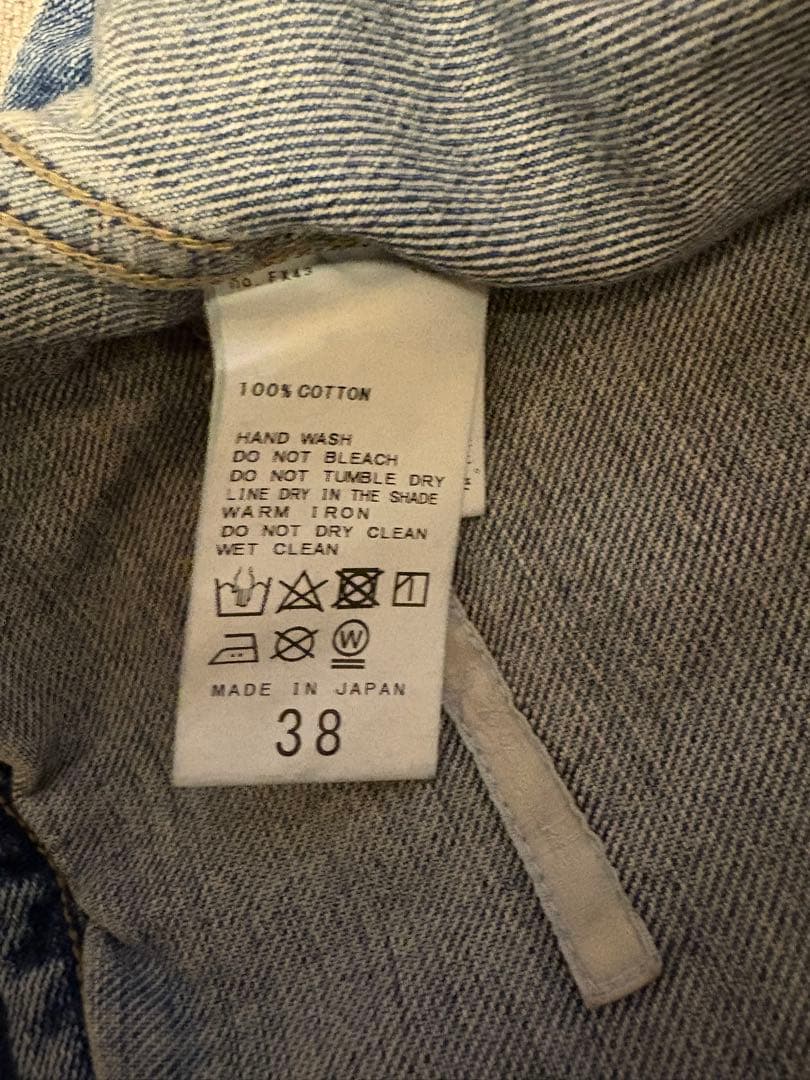 100% COTTON
HAND WASH
DO NOT BLEACH
DO NOT TUMBLE DRY
LINE DRY IN THE SHADE
WARM IRON
DO NOT DRY CLEAN
WET CLEAN
W
MADE IN JAPAN
38